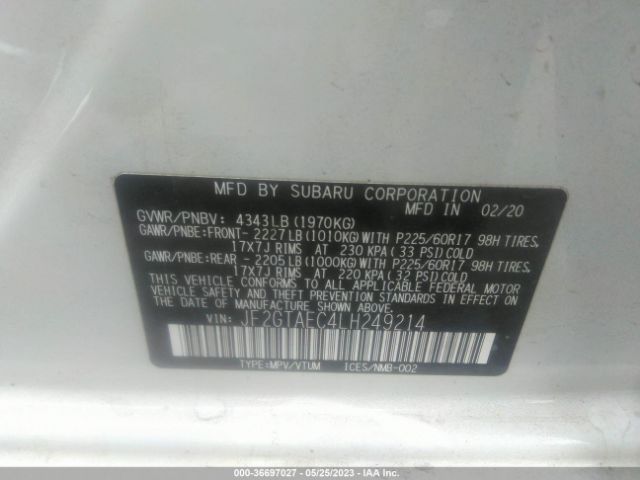 MFD BY SUBARU CORPORATION
GVWR/PNBV: 4343LB(1970KG) MFD IN 02/20
GAWR/PNBE:FRONT- 2227LB(1010KG)WITH P225/60R17 98H TIRES,
17X7J RIMS AT 230 KPA(33 PSI)COLD
GAWR/PNBE:REAR - 2205LB(1000KG)WITH P225/60R17 98H TIRES,
17X7J RIMS AT 220 KPA(32 PSI)COLD
THIS VEHICLE CONFORMS TO ALL APPLICABLE FEDERAL MOTOR
VEHICLE SAFETY AND BUMPER STANDARDS IN EFFECT ON THE
DATE OF MANUFACTURE SHOWN ABOVE.
VIN: JF2GTAEC4LH249214
TYPE:MPV/VTUM ICES/NMB-002
000-36697027 - 05/25/2023 - IAAI.com